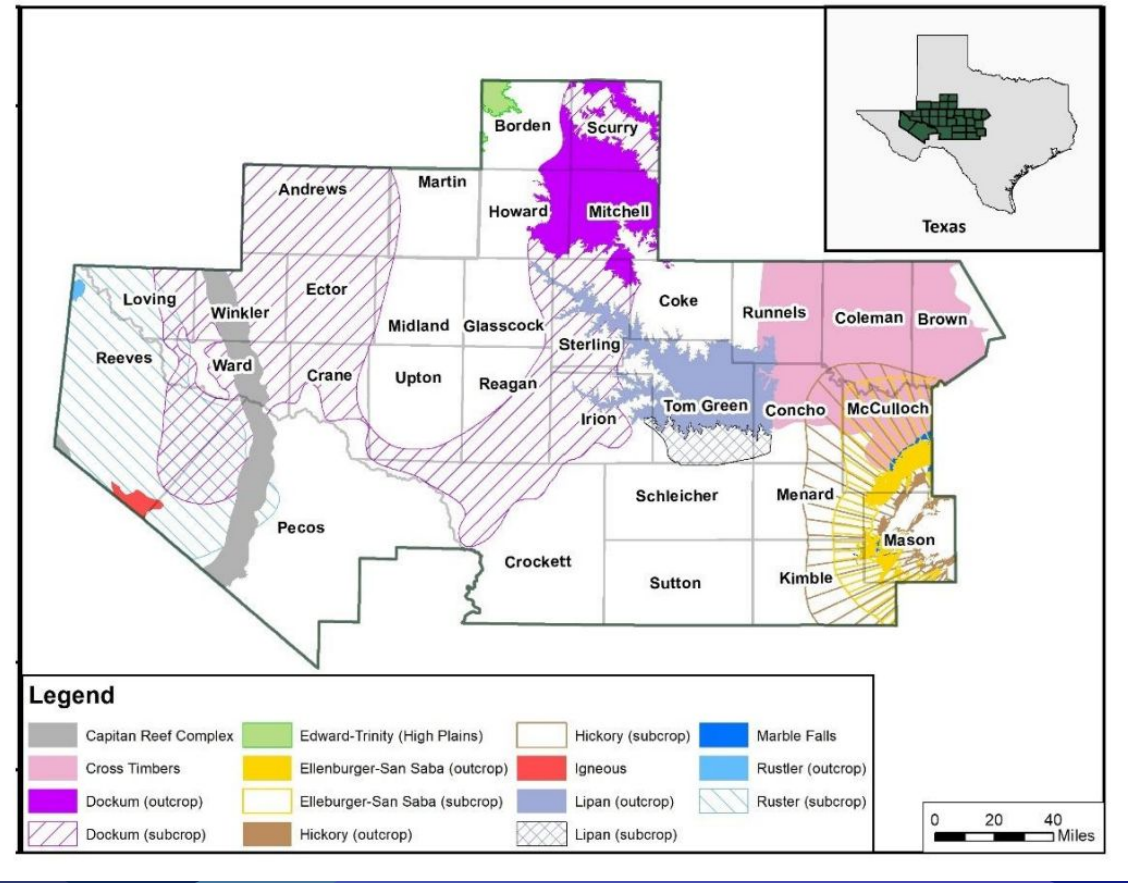 Borden
Scurry
Andrews
Martin
Howard
Mitchell
Texas
Loving
Winkler
Ector
Midland
Glasscock
Coke
Runnels
Coleman
Brown
Reeves
Ward
Crane
Upton
Reagan
Sterling
Irion
Tom Green
Concho
McCulloch
Pecos
Crockett
Schleicher
Menard
Mason
Sutton
Kimble
Legend
Capitan Reef Complex
Edward-Trinity (High Plains)
Hickory (subcrop)
Marble Falls
Cross Timbers
Ellenburger-San Saba (outcrop)
Igneous
Rustler (outcrop)
Dockum (outcrop)
Elleburger-San Saba (subcrop)
Lipan (outcrop)
Ruster (subcrop)
Dockum (subcrop)
Hickory (outcrop)
Lipan (subcrop)
0 20 40
Miles